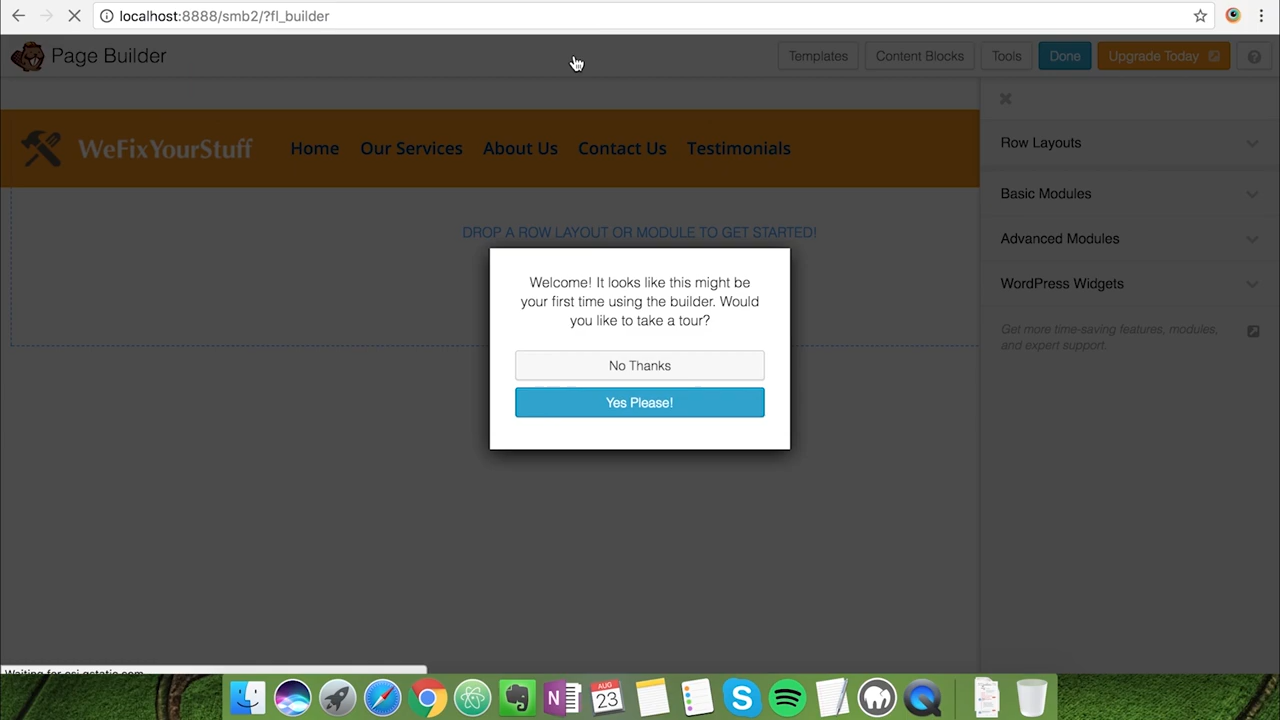 localhost:8888/smb2/?fl_builder
Page Builder
Templates
Content Blocks
Tools
Done
Upgrade Today
WeFixYourStuff
Home
Our Services
About Us
Contact Us
Testimonials
Row Layouts
Basic Modules
Advanced Modules
WordPress Widgets
Get more time-saving features, modules,
and expert support.
DROP A ROW LAYOUT OR MODULE TO GET STARTED!
Welcome! It looks like this might be
your first time using the builder. Would
you like to take a tour?
No Thanks
Yes Please!
AUG
23